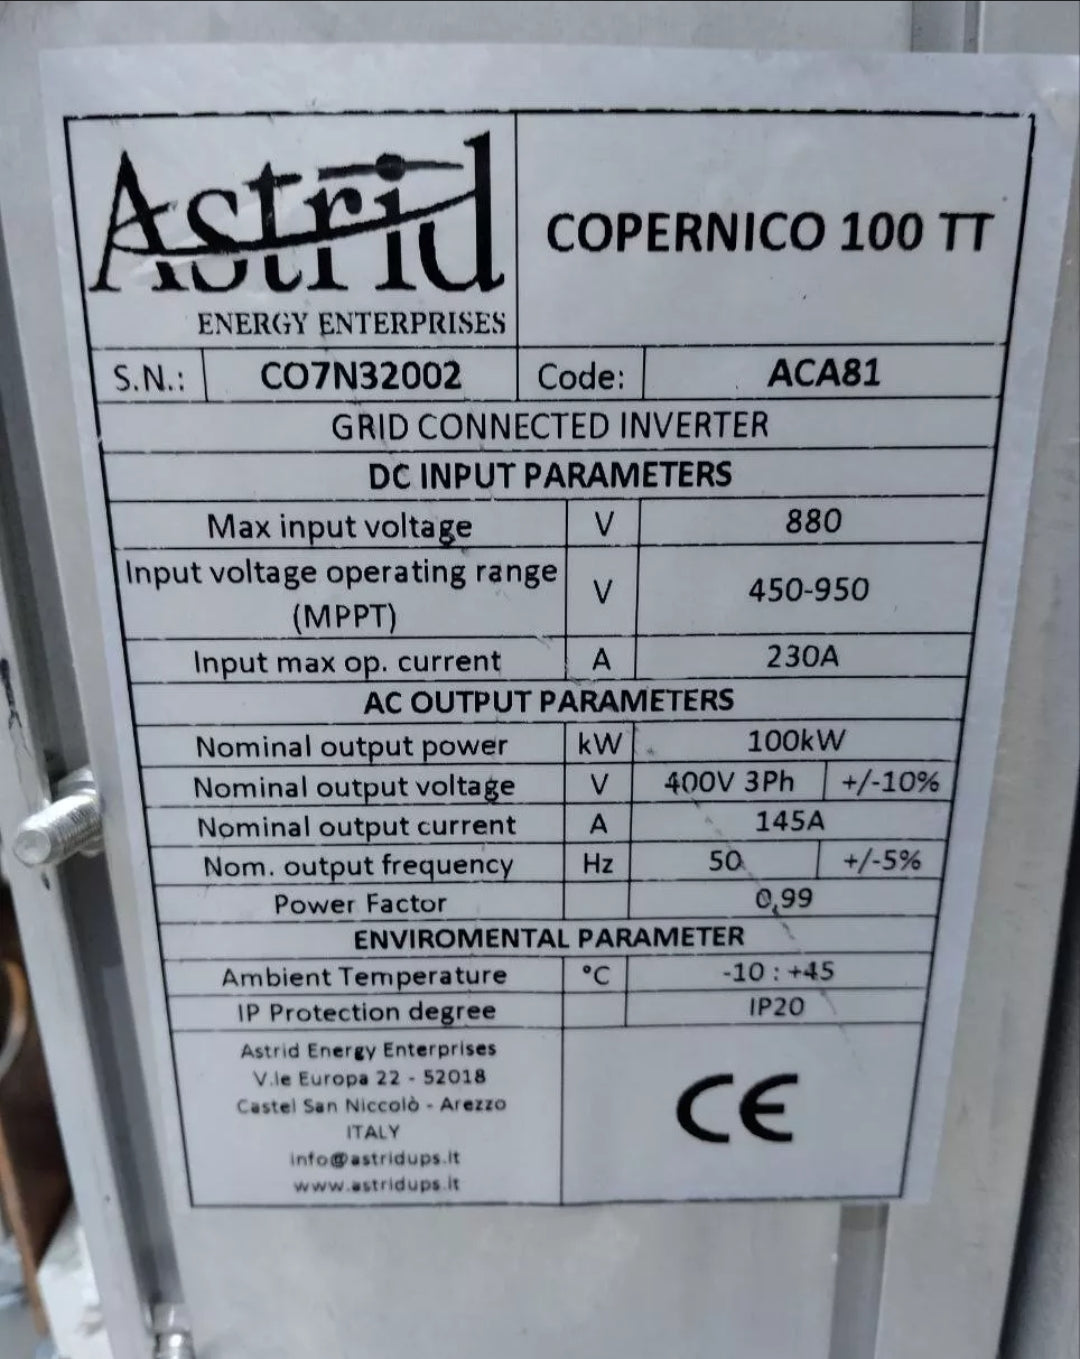 Astrid
ENERGY ENTERPRISES
COPERNICO 100 TT
S.N.: CO7N32002 Code: ACA81
GRID CONNECTED INVERTER
DC INPUT PARAMETERS
Max input voltage V 880
Input voltage operating range
(MPPT) V 450-950
Input max op. current A 230A
AC OUTPUT PARAMETERS
Nominal output power kW 100kW
Nominal output voltage V 400V 3Ph +/-10%
Nominal output current A 145A
Nom. output frequency Hz 50 +/-5%
Power Factor 0,99
ENVIROMENTAL PARAMETER
Ambient Temperature °C -10 : +45
IP Protection degree IP20
Astrid Energy Enterprises
V.le Europa 22 - 52018
Castel San Niccolò - Arezzo
ITALY
info@astridups.it
www.astridups.it
CE